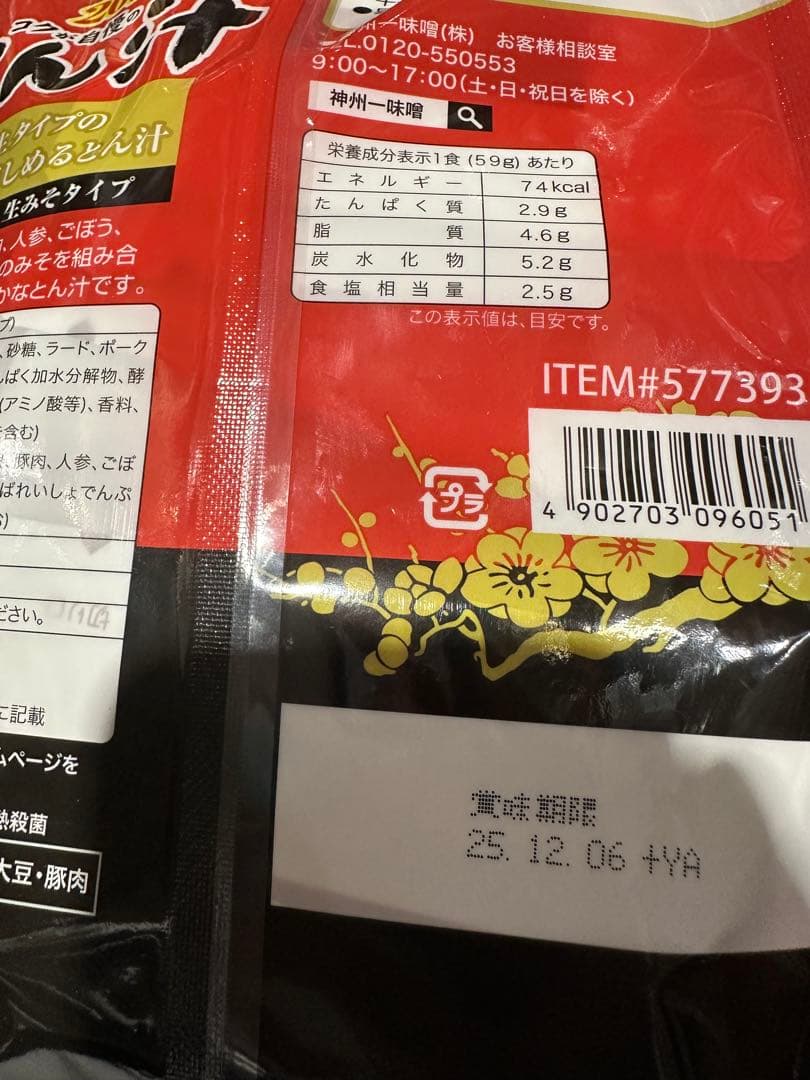 ん汁
生タイプの
しめるとん汁
生みそタイプ
、人参、ごぼう、
のみそを組み合
かなとん汁です。
、砂糖、ラード、ポーク
んぱく加水分解物、酵
(アミノ酸等)、香料、
を含む)
、豚肉、人参、ごぼ
ばれいしょでんぷ
ださい。
に記載
ムページを
熱殺菌
大豆・豚肉
州一味噌(株) お客様相談室
EL.0120-550553
9:00〜17:00(土・日・祝日を除く)
神州一味噌
栄養成分表示1食 (59g) あたり
エネルギー 74kcal
たんぱく質 2.9g
脂質 4.6g
炭水化物 5.2g
食塩相当量 2.5g
この表示値は、目安です。
ITEM#577393
プラ
4 902703 096051
賞味期限
25.12.06 +YA